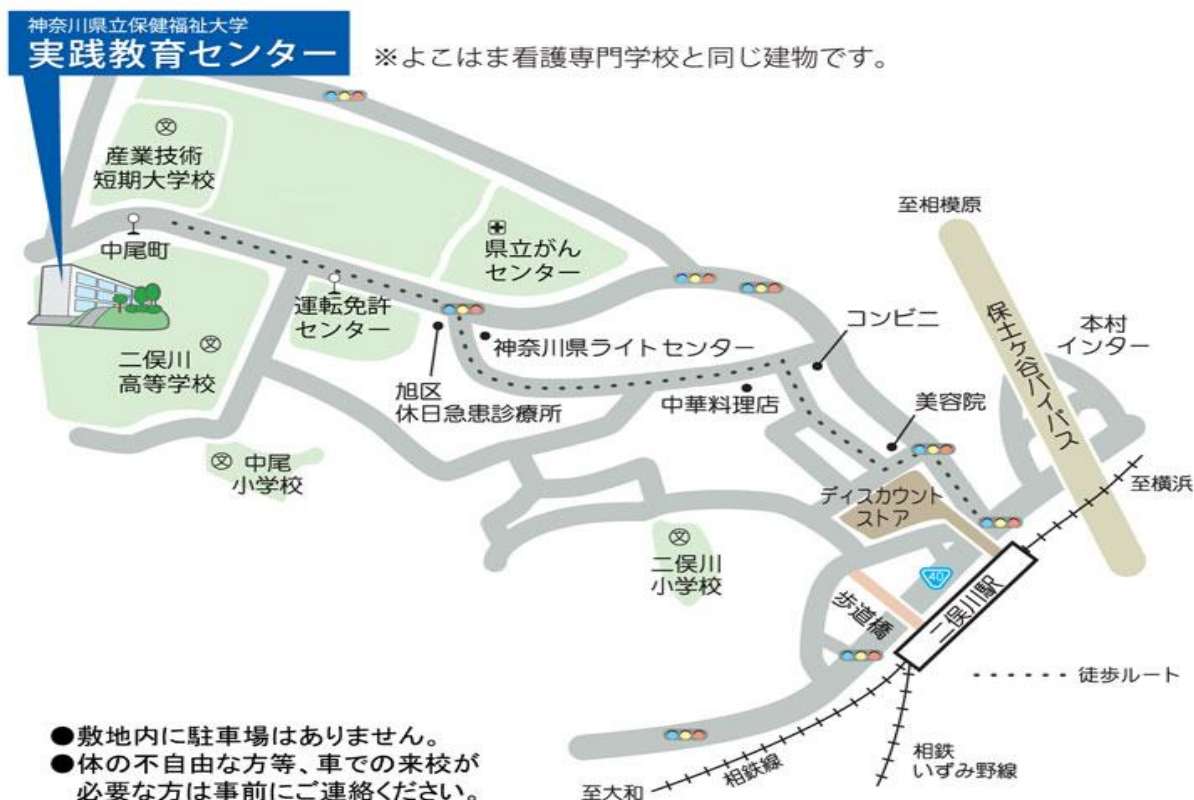 神奈川県立保健福祉大学
実践教育センター
※よこはま看護専門学校と同じ建物です。
産業技術
短期大学校
中尾町
県立がん
センター
至相模原
運転免許
センター
コンビニ
保土ヶ谷バイパス
本村
インター
神奈川県ライトセンター
二俣川
高等学校
旭区
休日急患診療所
中華料理店
美容院
中尾
小学校
ディスカウント
ストア
至横浜
二俣川
小学校
40
歩道橋
二俣川駅
徒歩ルート
●敷地内に駐車場はありません。
●体の不自由な方等、車での来校が
必要な方は事前にご連絡ください。
相鉄線
相鉄
いずみ野線
至大和
文
文
文
文